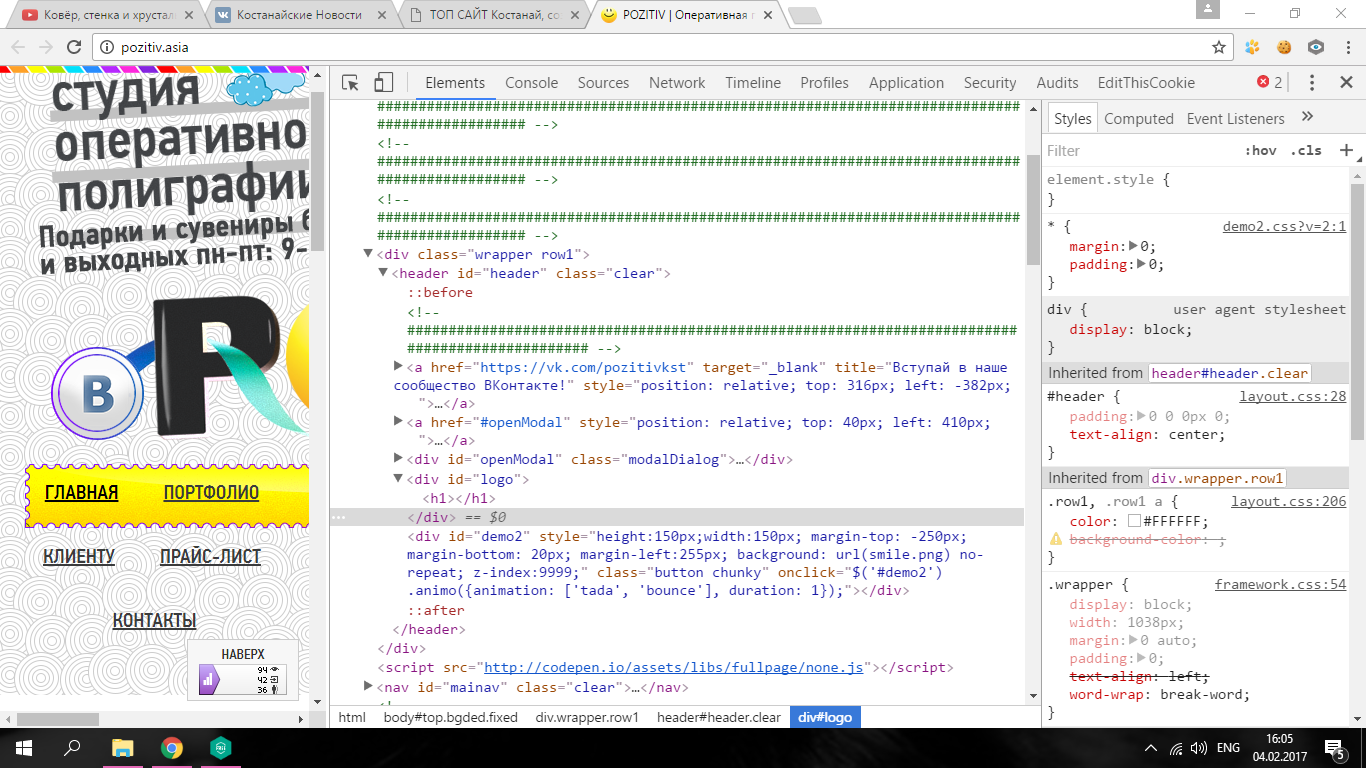 Ковёр, стенка и хрустал
Костанайские Новости
ТОП САЙТ Костанай, со
POZITIV | Оперативная п
pozitiv.asia
студия
оперативно
полиграфии
Подарки и сувениры б
и выходных пн-пт: 9-
В
ГЛАВНАЯ ПОРТФОЛИО
КЛИЕНТУ ПРАЙС-ЛИСТ
КОНТАКТЫ
НАВЕРХ
94
42
36
Elements Console Sources Network Timeline Profiles Application Security Audits EditThisCookie 2
#################### -->
<!--
#################### -->
<!--
#################### -->
<div class="wrapper row1">
<header id="header" class="clear">
::before
<!--
###################### -->
<a href="https://vk.com/pozitivkst" target="_blank" title="Вступай в наше
сообщество ВКонтакте!" style="position: relative; top: 316px; left: -382px;
">…</a>
<a href="#openModal" style="position: relative; top: 40px; left: 410px;
">…</a>
<div id="openModal" class="modalDialog">…</div>
<div id="logo">
<h1></h1>
</div> == $0
<div id="demo2" style="height:150px;width:150px; margin-top: -250px;
margin-bottom: 20px; margin-left:255px; background: url(smile.png) no-
repeat; z-index:9999;" class="button chunky" onclick="$('#demo2')
.animo({animation: ['tada', 'bounce'], duration: 1});"></div>
::after
</header>
</div>
<script src="http://codepen.io/assets/libs/fullpage/none.js"></script>
<nav id="mainav" class="clear">…</nav>
html body#top.bgded.fixed div.wrapper.row1 header#header.clear div#logo
Styles Computed Event Listeners »
Filter :hov .cls +
element.style {
}
* { demo2.css?v=2:1
margin: 0;
padding: 0;
}
div { user agent stylesheet
display: block;
}
Inherited from header#header.clear
#header { layout.css:28
padding: 0 0 0px 0;
text-align: center;
}
Inherited from div.wrapper.row1
.row1, .row1 a { layout.css:206
color: #FFFFFF;
background-color: ;
}
.wrapper { framework.css:54
display: block;
width: 1038px;
margin: 0 auto;
padding: 0;
text-align: left;
word-wrap: break-word;
}
ENG
16:05
04.02.2017
5